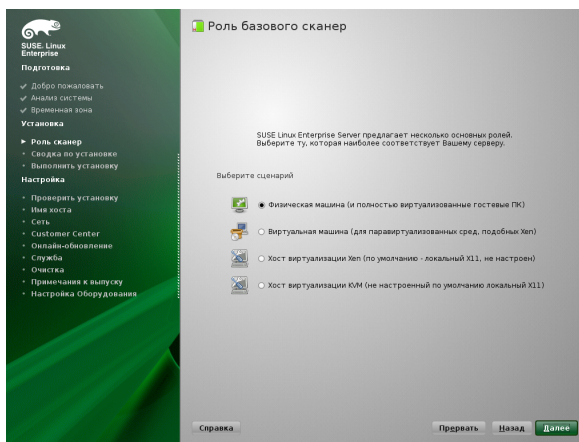 SUSE. Linux
Enterprise
Подготовка
Добро пожаловать
Анализ системы
Временная зона
Установка
Роль сканер
Сводка по установке
Выполнить установку
Настройка
Проверить установку
Имя хоста
Сеть
Customer Center
Онлайн-обновление
Служба
Очистка
Примечания к выпуску
Настройка Оборудования
Роль базового сканер
SUSE Linux Enterprise Server предлагает несколько основных ролей.
Выберите ту, которая наиболее соответствует Вашему серверу.
Выберите сценарий
Физическая машина (и полностью виртуализованные гостевые ПК)
Виртуальная машина (для паравиртуализованных сред, подобных Xen)
Хост виртуализации Xen (по умолчанию - локальный X11, не настроен)
Хост виртуализации KVM (не настроенный по умолчанию локальный X11)
Справка
Прервать
Назад
Далее